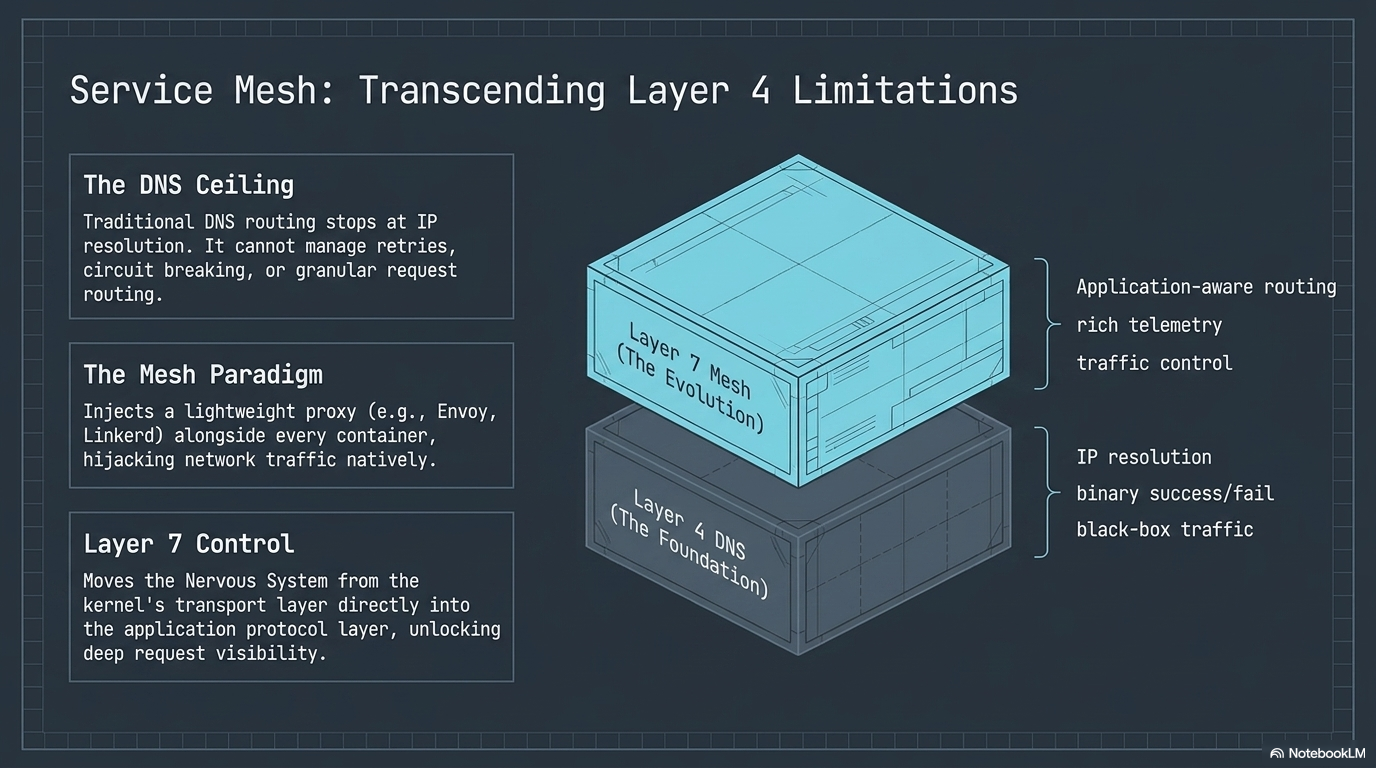 Service Mesh: Transcending Layer 4 Limitations
The DNS Ceiling
Traditional DNS routing stops at IP
resolution. It cannot manage retries,
circuit breaking, or granular request
routing.
The Mesh Paradigm
Injects a lightweight proxy (e.g., Envoy,
Linkerd) alongside every container,
hijacking network traffic natively.
Layer 7 Control
Moves the Nervous System from the
kernel's transport layer directly into
the application protocol layer, unlocking
deep request visibility.
Layer 7 Mesh
(The Evolution)
Layer 4 DNS
(The Foundation)
Application-aware routing
rich telemetry
traffic control
IP resolution
binary success/fail
black-box traffic
NotebookLM